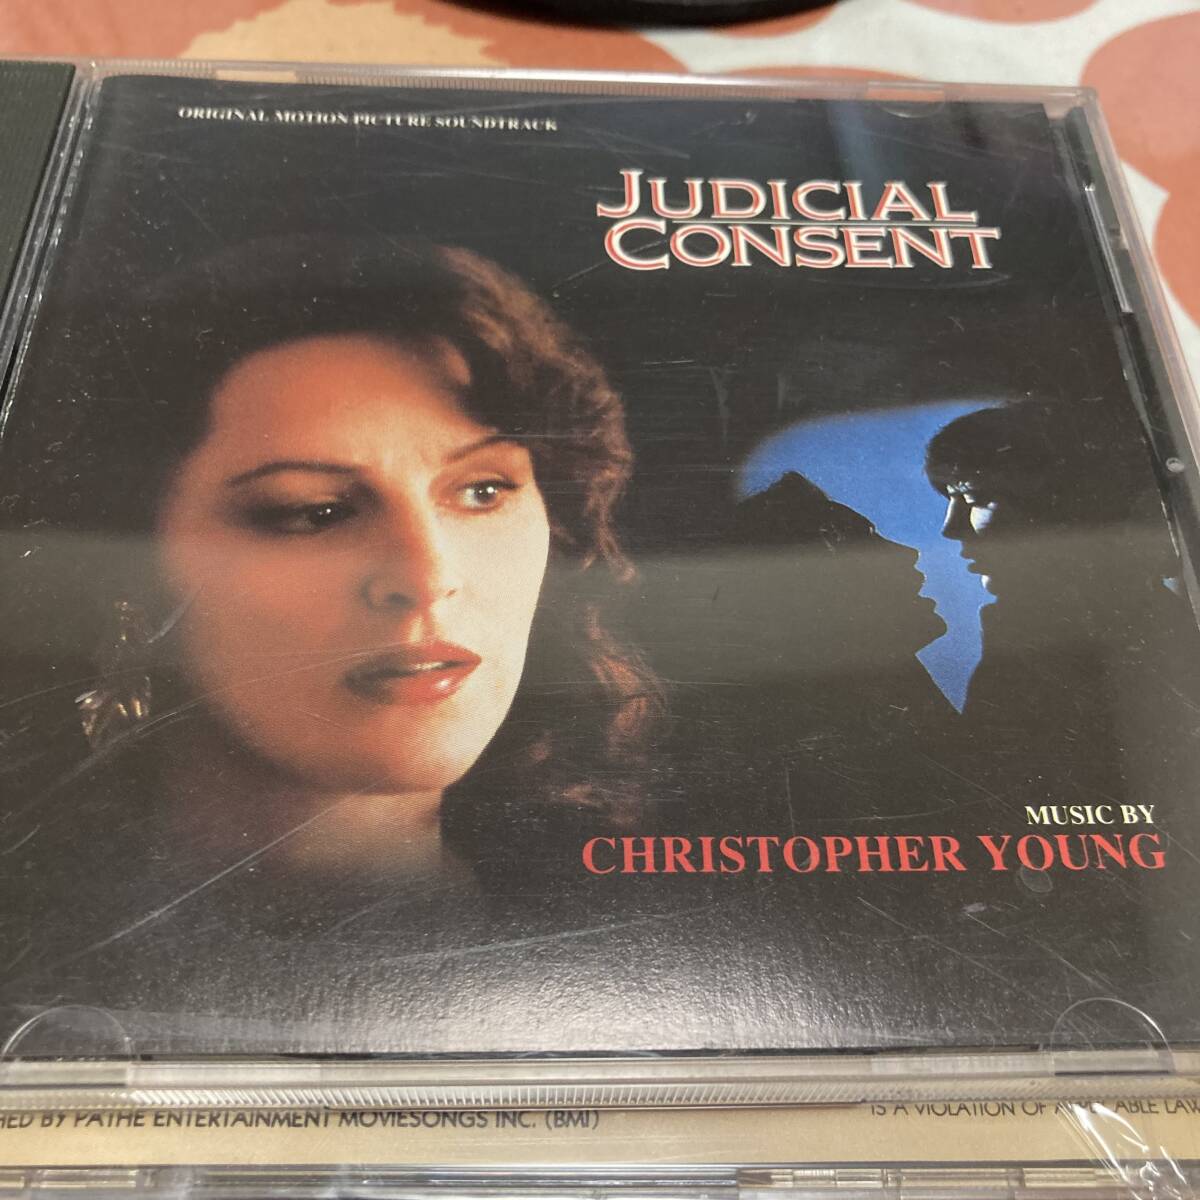 ORIGINAL MOTION PICTURE SOUNDTRACK
JUDICIAL
CONSENT
MUSIC BY
CHRISTOPHER YOUNG
BY PATHE ENTERTAINMENT MOVIESONGS INC. (BMI)
IS A VIOLATION OF